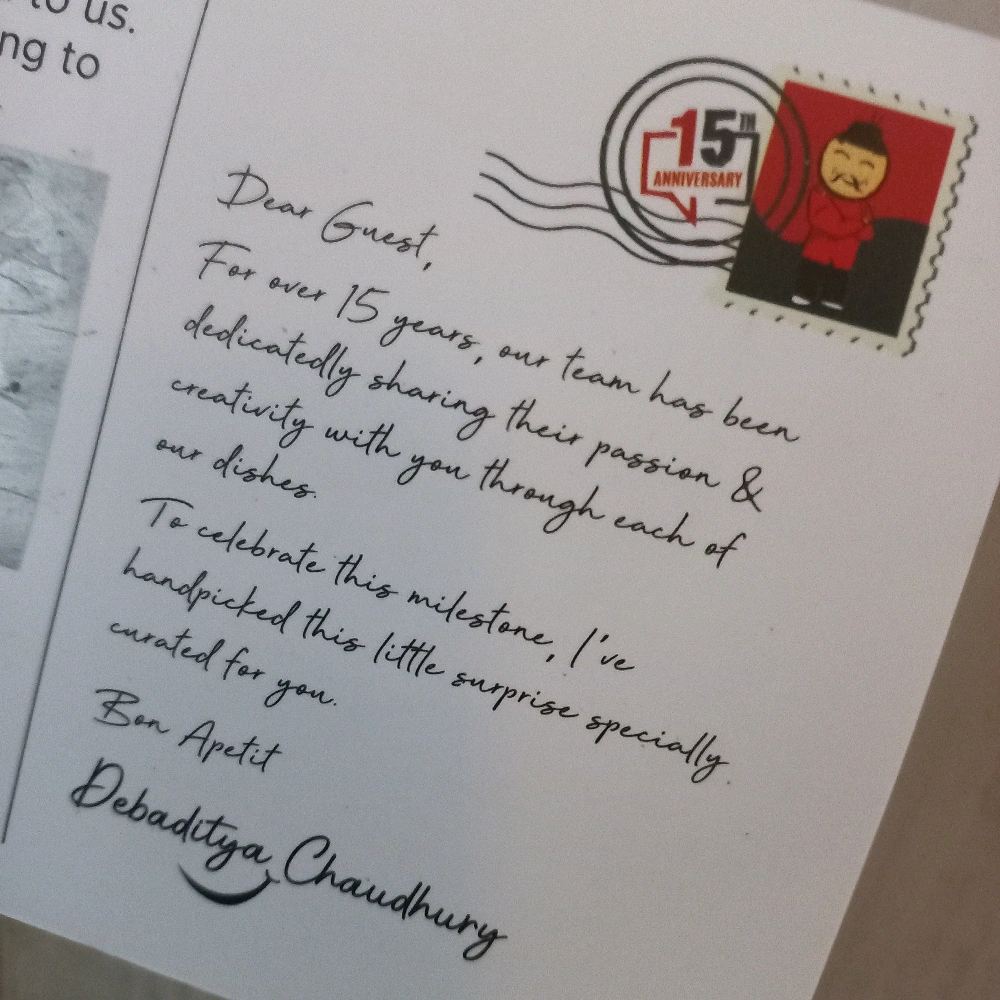 to us.
ng to
15TH
ANNIVERSARY
Dear Guest,
For over 15 years, our team has been
dedicatedly sharing their passion &
creativity with you through each of
our dishes.
To celebrate this milestone, I've
handpicked this little surprise specially
curated for you.
Bon Apetit
Debaditya Chaudhury